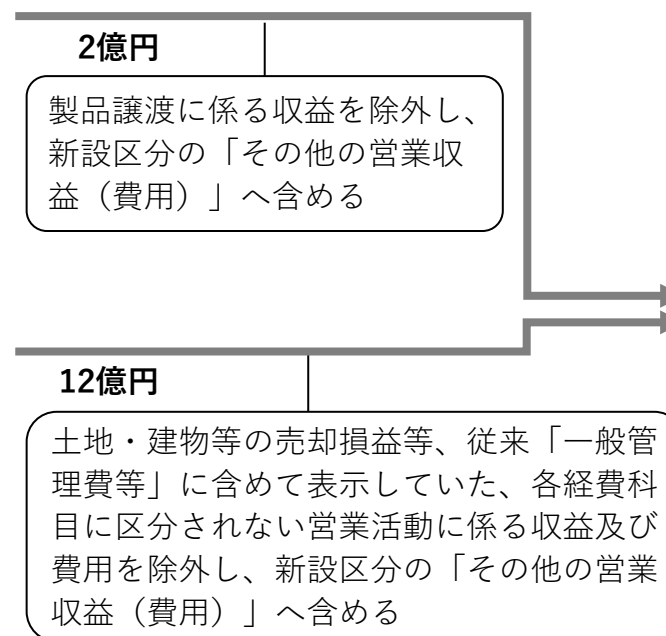 2億円
製品譲渡に係る収益を除外し、
新設区分の「その他の営業収
益（費用）」へ含める
12億円
土地・建物等の売却損益等、従来「一般管
理費等」に含めて表示していた、各経費科
目に区分されない営業活動に係る収益及び
費用を除外し、新設区分の「その他の営業
収益（費用）」へ含める